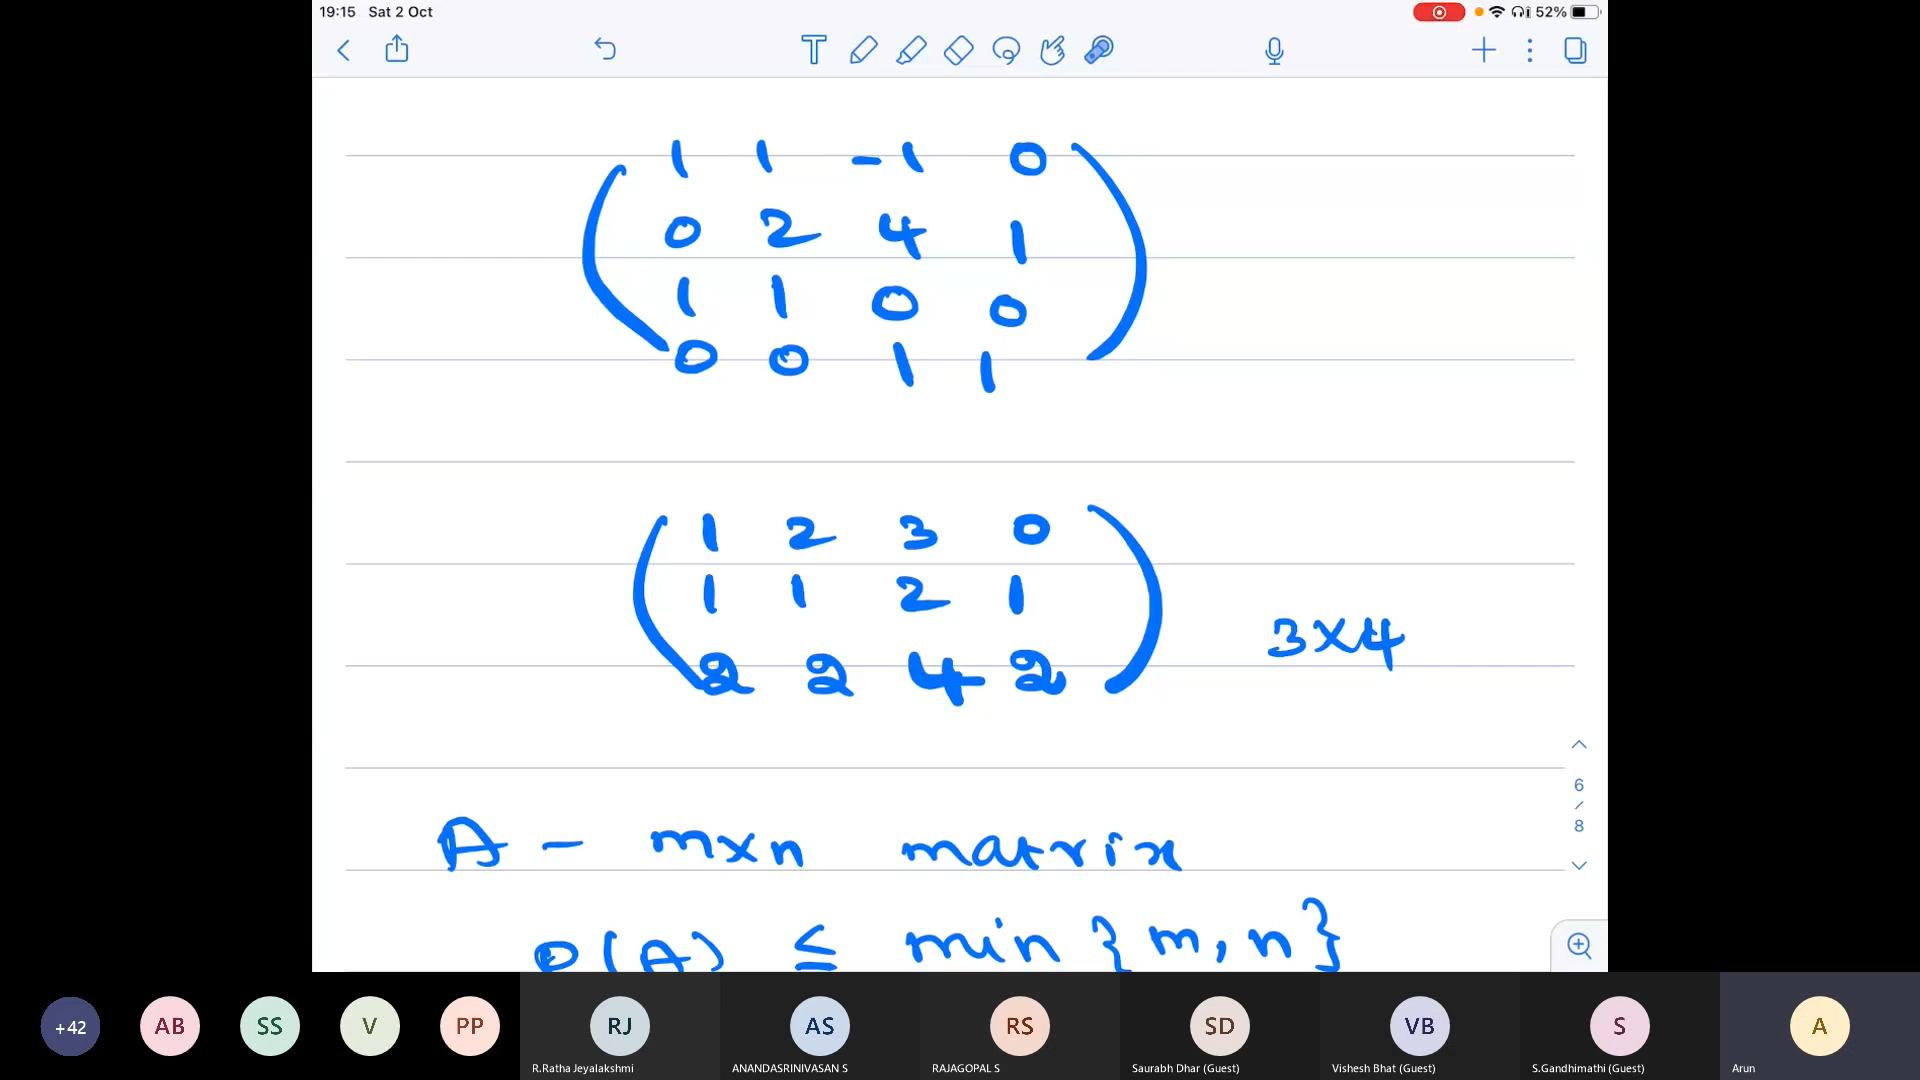 19:15 Sat 2 Oct
52%
1 1 -1 0
0 2 4 1
1 1 0 0
0 0 1 1
1 2 3 0
1 1 2 1
2 2 4 2
3×4
6
/
8
A - m×n matrix
ρ(A) ≤ min {m, n}
+42 AB SS V PP RJ AS RS SD VB S A
R.Ratha Jeyalakshmi ANANDASRINIVASAN S RAJAGOPAL S Saurabh Dhar (Guest) Vishesh Bhat (Guest) S.Gandhimathi (Guest) Arun